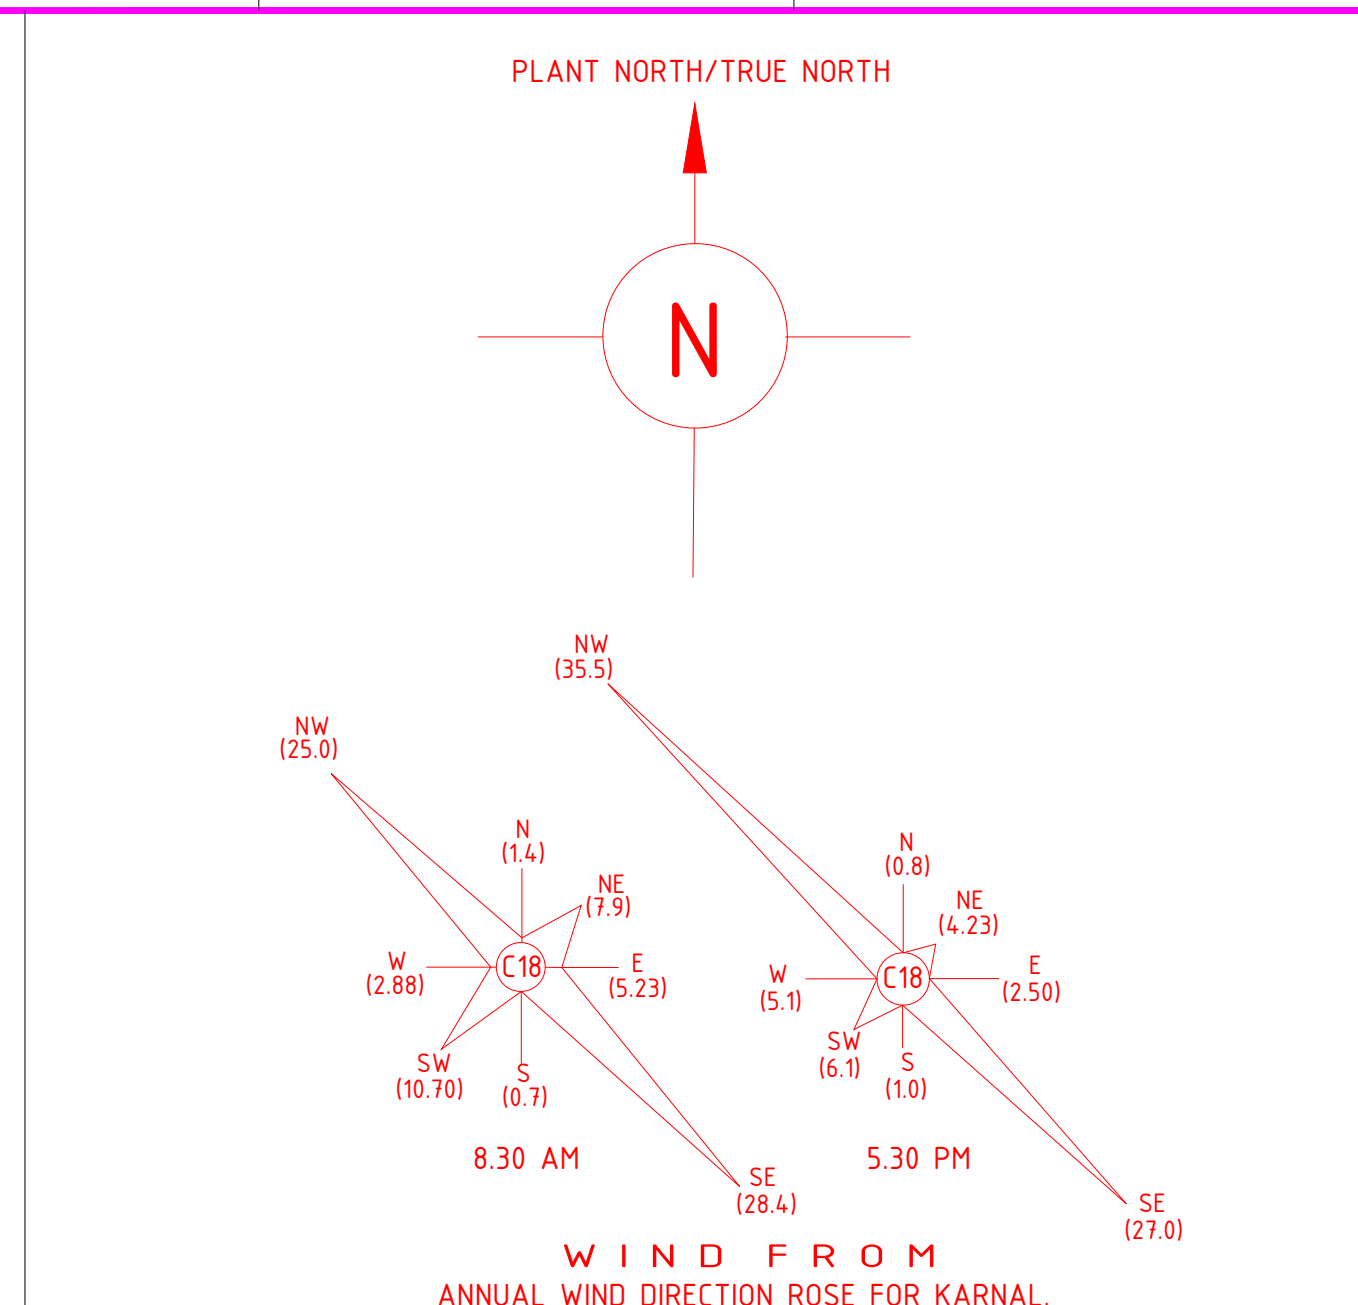 PLANT NORTH/TRUE NORTH
N
NW
(25.0)
N
(1.4)
NE
(7.9)
W
(2.88)
C18
E
(5.23)
SW
(10.70)
S
(0.7)
SE
(28.4)
8.30 AM
NW
(35.5)
N
(0.8)
NE
(4.23)
W
(5.1)
C18
E
(2.50)
SW
(6.1)
S
(1.0)
SE
(27.0)
5.30 PM
WIND FROM
ANNUAL WIND DIRECTION ROSE FOR KARNAL.